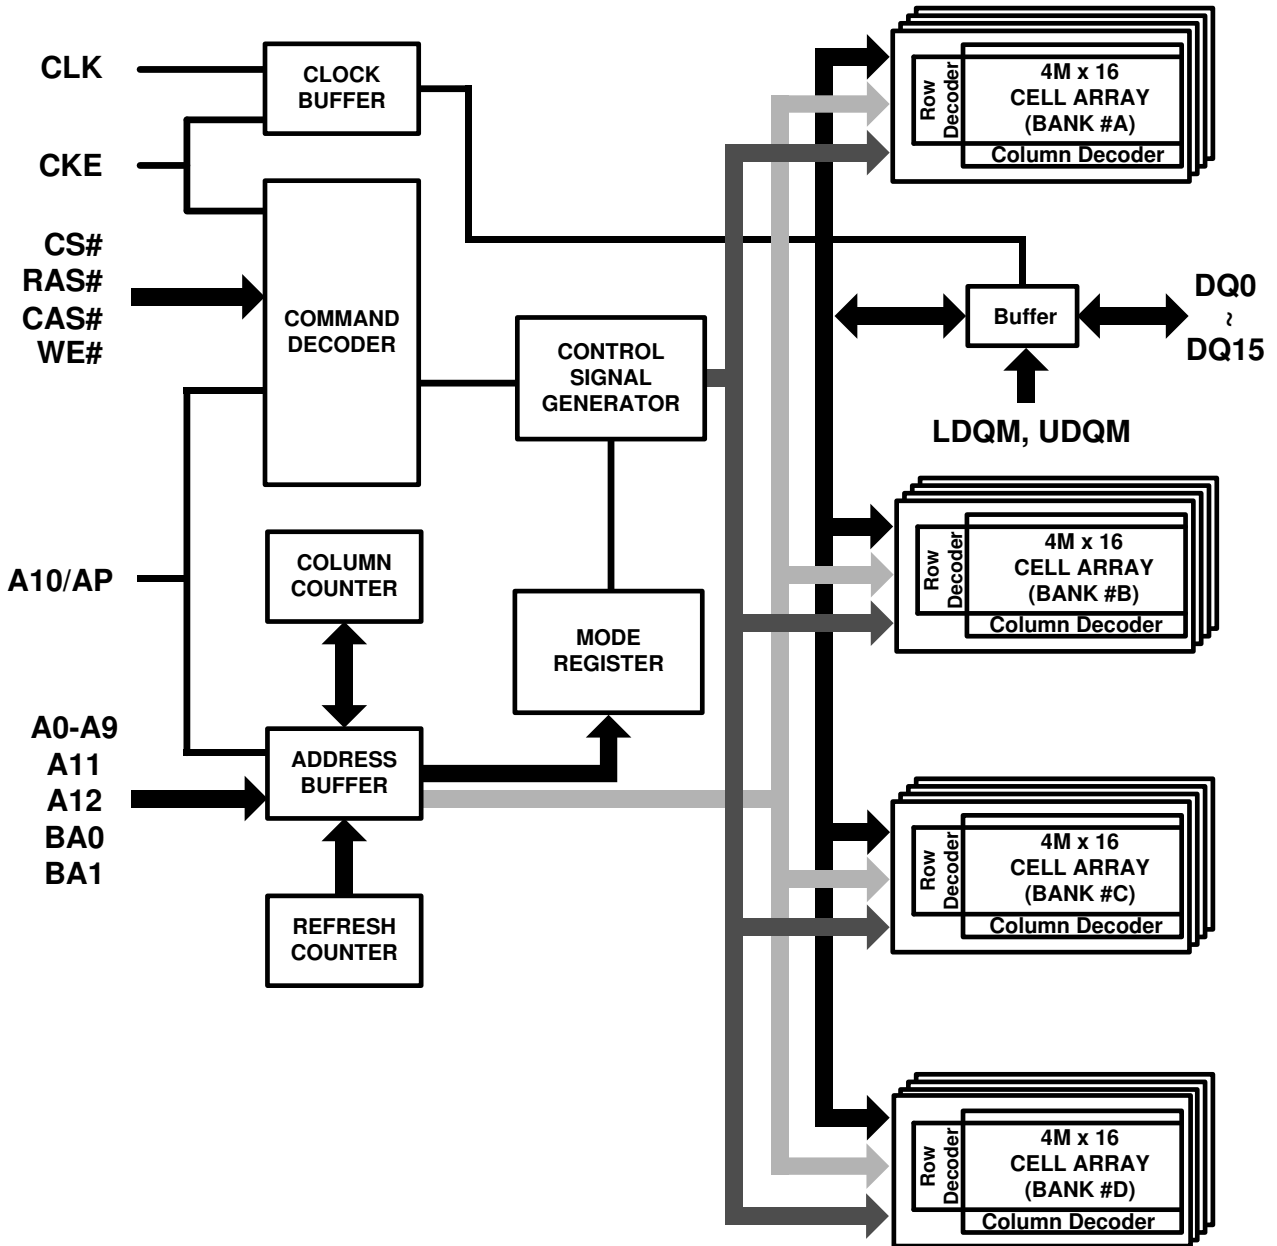 CLK
CKE
CS#
RAS#
CAS#
WE#
A10/AP
A0-A9
A11
A12
BA0
BA1
CLOCK
BUFFER
COMMAND
DECODER
COLUMN
COUNTER
ADDRESS
BUFFER
REFRESH
COUNTER
CONTROL
SIGNAL
GENERATOR
MODE
REGISTER
Row
Decoder
4M x 16
CELL ARRAY
(BANK #A)
Column Decoder
Buffer
DQ0
~
DQ15
LDQM, UDQM
Row
Decoder
4M x 16
CELL ARRAY
(BANK #B)
Column Decoder
Row
Decoder
4M x 16
CELL ARRAY
(BANK #C)
Column Decoder
Row
Decoder
4M x 16
CELL ARRAY
(BANK #D)
Column Decoder